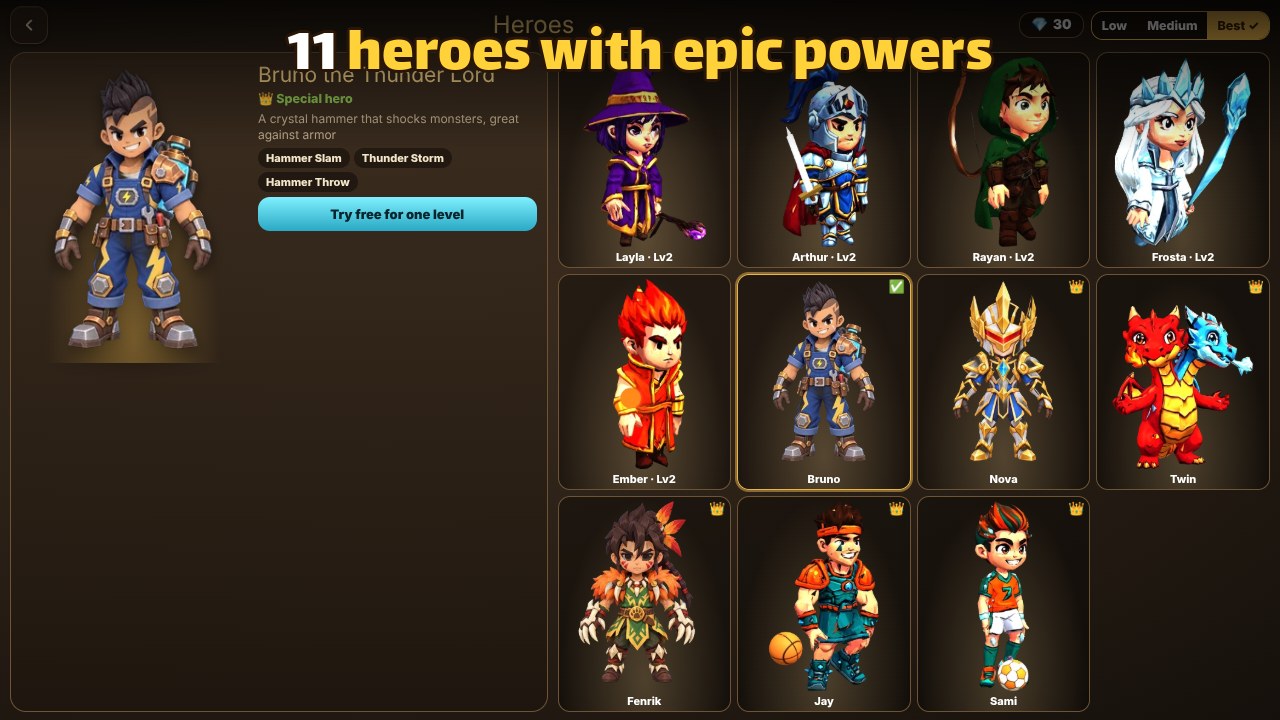 Heroes
30
Low Medium Best ✓
11 heroes with epic powers
Bruno the Thunder Lord
Special hero
A crystal hammer that shocks monsters, great
against armor
Hammer Slam Thunder Storm
Hammer Throw
Try free for one level
Layla · Lv2
Arthur · Lv2
Rayan · Lv2
Frosta · Lv2
Ember · Lv2
Bruno
Nova
Twin
Fenrik
Jay
Sami
7